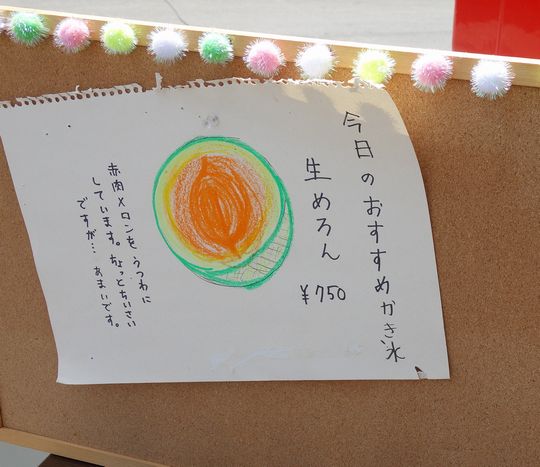 今日のおすすめかき氷
生めろん
¥750
赤肉メロンをうつわに
しています。ちょっとちいさい
ですが… あまいです。